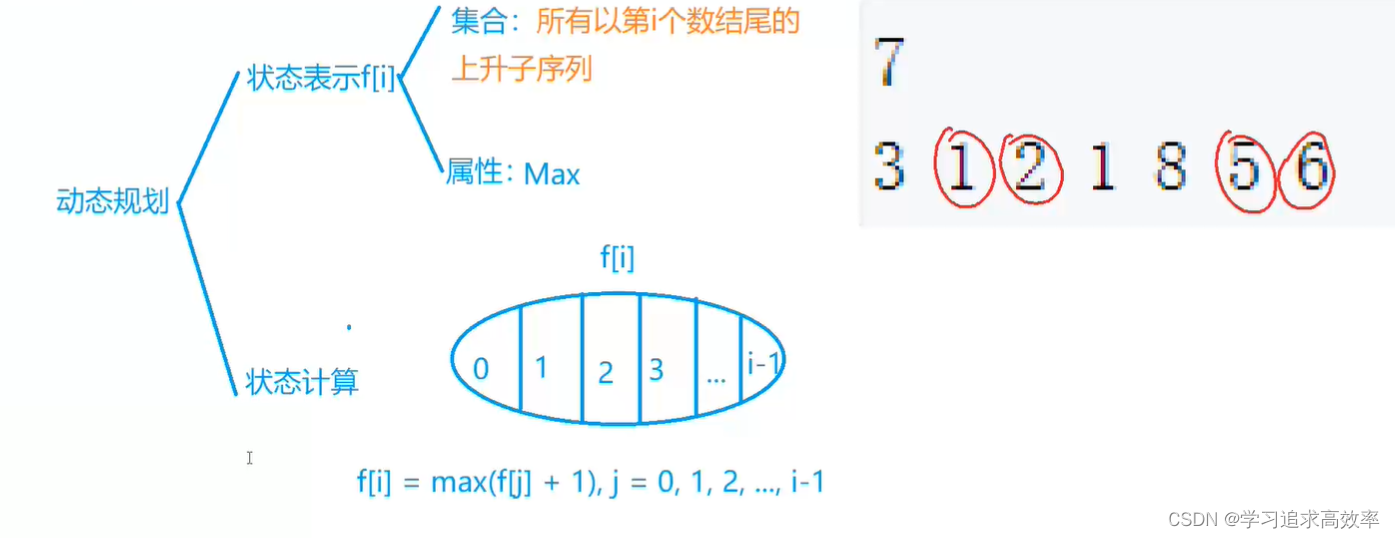 集合：所有以第i个数结尾的
上升子序列
状态表示f[i]
属性：Max
动态规划
f[i]
0 1 2 3 ... i-1
状态计算
f[i] = max(f[j] + 1), j = 0, 1, 2, ..., i-1
7
3 1 2 1 8 5 6
CSDN @学习追求高效率